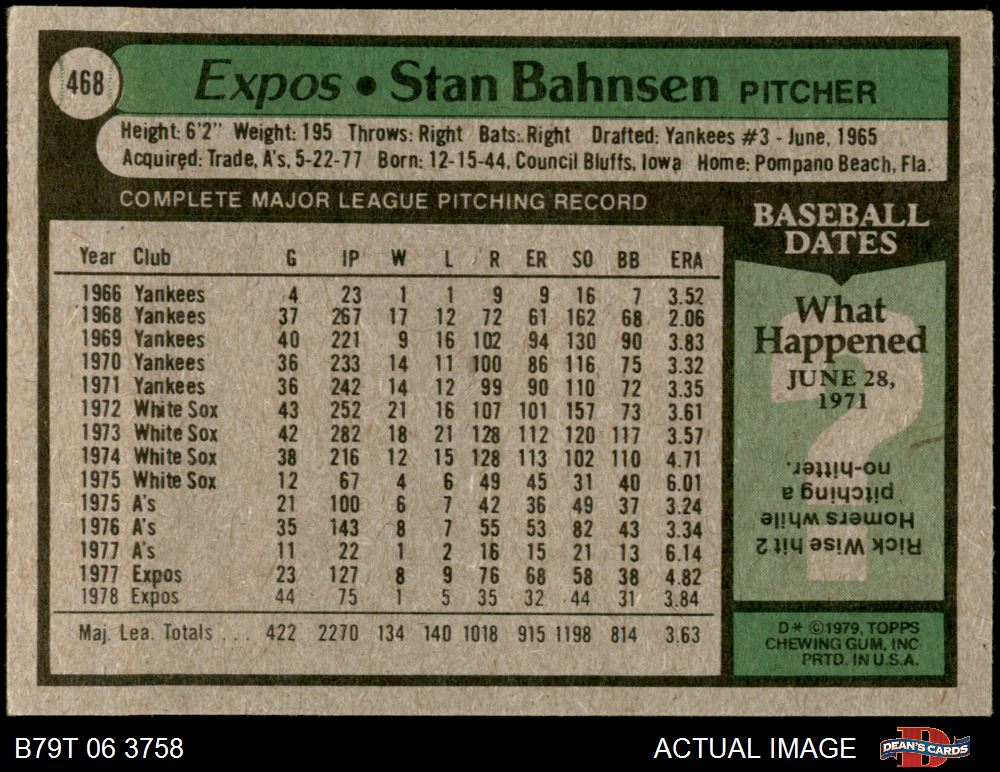 468
Expos • Stan Bahnsen PITCHER
Height: 6'2" Weight: 195 Throws: Right Bats: Right Drafted: Yankees #3 - June, 1965
Acquired: Trade, A's, 5-22-77 Born: 12-15-44, Council Bluffs, Iowa Home: Pompano Beach, Fla.
COMPLETE MAJOR LEAGUE PITCHING RECORD
Year Club G IP W L R ER SO BB ERA
1966 Yankees 4 23 1 1 9 9 16 7 3.52
1968 Yankees 37 267 17 12 72 61 162 68 2.06
1969 Yankees 40 221 9 16 102 94 130 90 3.83
1970 Yankees 36 233 14 11 100 86 116 75 3.32
1971 Yankees 36 242 14 12 99 90 110 72 3.35
1972 White Sox 43 252 21 16 107 101 157 73 3.61
1973 White Sox 42 282 18 21 128 112 120 117 3.57
1974 White Sox 38 216 12 15 128 113 102 110 4.71
1975 White Sox 12 67 4 6 49 45 31 40 6.01
1975 A's 21 100 6 7 42 36 49 37 3.24
1976 A's 35 143 8 7 55 53 82 43 3.34
1977 A's 11 22 1 2 16 15 21 13 6.14
1977 Expos 23 127 8 9 76 68 58 38 4.82
1978 Expos 44 75 1 5 35 32 44 31 3.84
Maj. Lea. Totals . . . 422 2270 134 140 1018 915 1198 814 3.63
BASEBALL
DATES
What
Happened
JUNE 28,
1971
?
Rick Wise hit 2
Homers while
pitching a
no-hitter.
D* ©1979, TOPPS
CHEWING GUM, INC
PRTD. IN U.S.A.
B79T 06 3758
ACTUAL IMAGE
DEAN'S CARDS